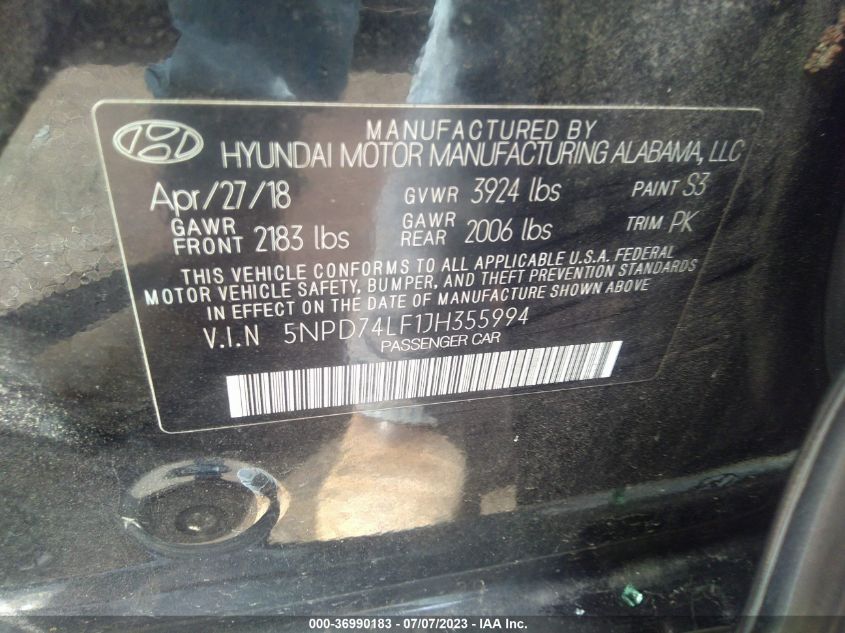 MANUFACTURED BY
HYUNDAI MOTOR MANUFACTURING ALABAMA, LLC
Apr/27/18 GVWR 3924 lbs PAINT S3
GAWR FRONT 2183 lbs GAWR REAR 2006 lbs TRIM PK
THIS VEHICLE CONFORMS TO ALL APPLICABLE U.S.A. FEDERAL
MOTOR VEHICLE SAFETY, BUMPER, AND THEFT PREVENTION STANDARDS
IN EFFECT ON THE DATE OF MANUFACTURE SHOWN ABOVE
V.I.N 5NPD74LF1JH355994
PASSENGER CAR
000-36990183 - 07/07/2023 - IAA Inc.